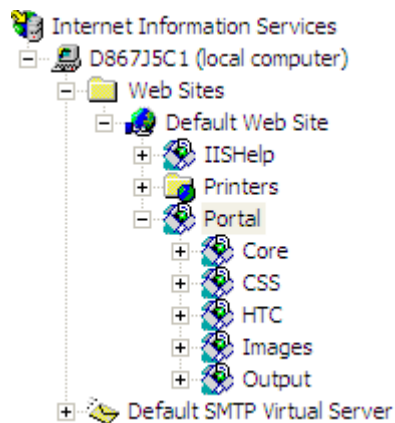 Internet Information Services
D867J5C1 (local computer)
Web Sites
Default Web Site
IISHelp
Printers
Portal
Core
CSS
HTC
Images
Output
Default SMTP Virtual Server